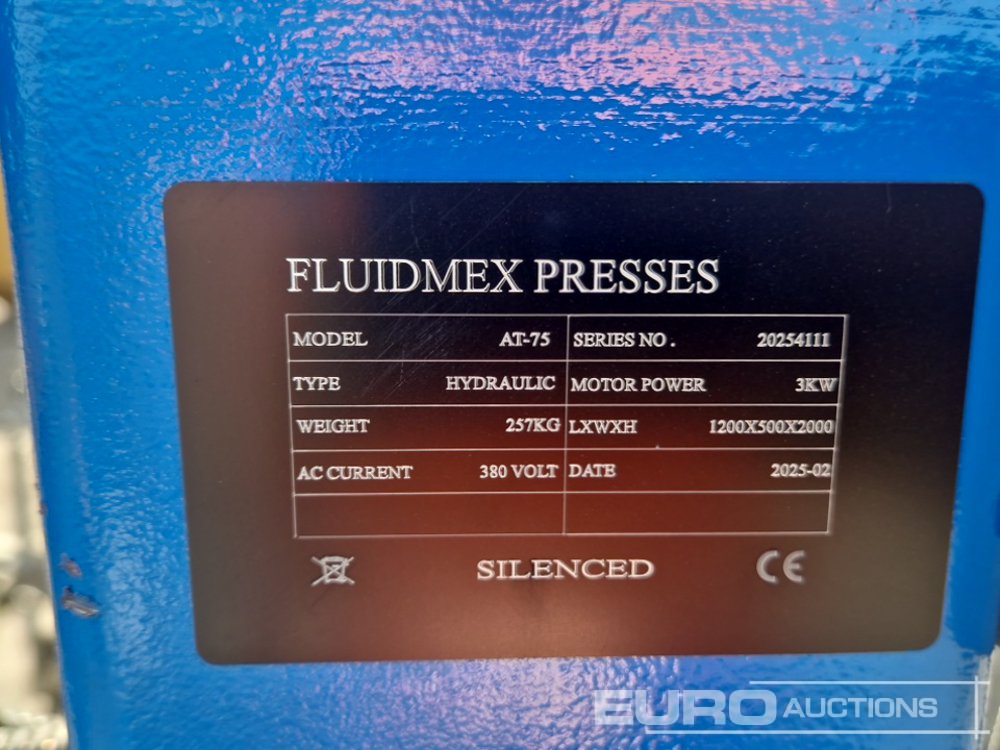 FLUIDMEX PRESSES
MODEL AT-75 SERIES NO. 20254111
TYPE HYDRAULIC MOTOR POWER 3KW
WEIGHT 257KG LXWXH 1200X500X2000
AC CURRENT 380 VOLT DATE 2025-02
SILENCED CE
EURO AUCTIONS